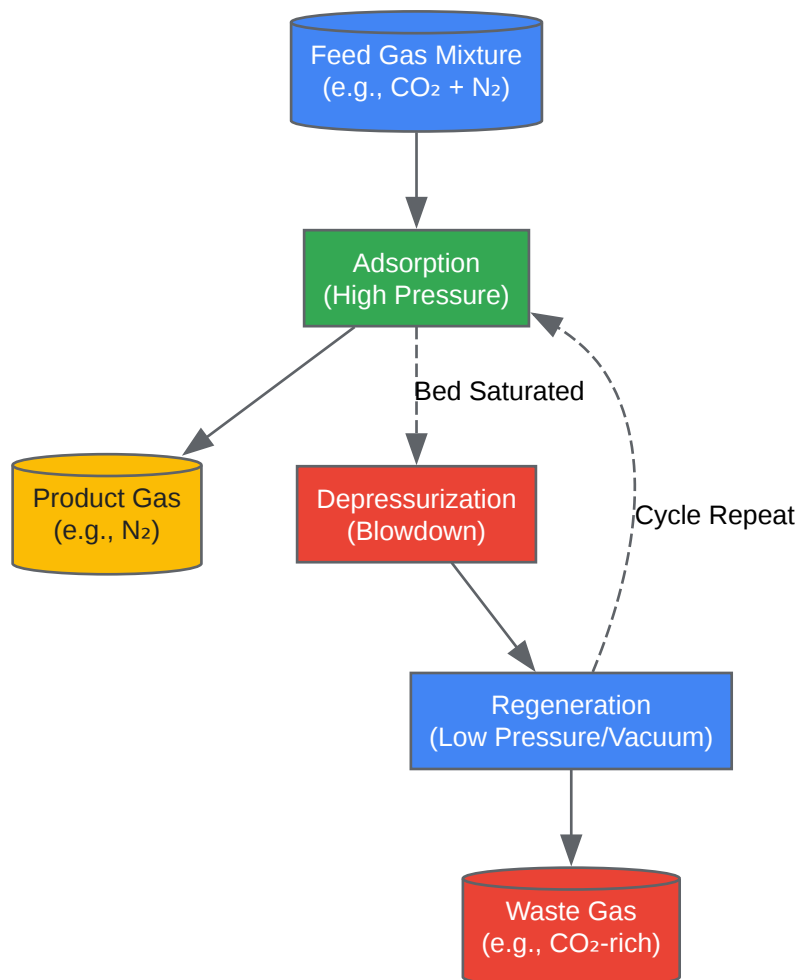 Feed Gas Mixture
(e.g., CO₂ + N₂)
Adsorption
(High Pressure)
Bed Saturated
Product Gas
(e.g., N₂)
Depressurization
(Blowdown)
Cycle Repeat
Regeneration
(Low Pressure/Vacuum)
Waste Gas
(e.g., CO₂-rich)